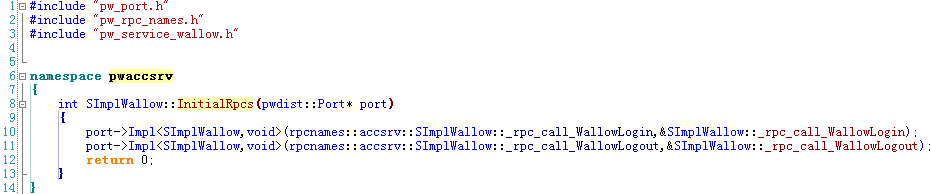 1 #include "pw_port.h"
2 #include "pw_rpc_names.h"
3 #include "pw_service_wallow.h"
4
5
6 namespace pwaccsrv
7 {
8     int SImplWallow::InitialRpcs(pwdist::Port* port)
9     {
10         port->Impl<SImplWallow,void>(rpcnames::accsrv::SImplWallow::_rpc_call_WallowLogin,&SImplWallow::_rpc_call_WallowLogin);
11         port->Impl<SImplWallow,void>(rpcnames::accsrv::SImplWallow::_rpc_call_WallowLogout,&SImplWallow::_rpc_call_WallowLogout);
12         return 0;
13     }
14 }